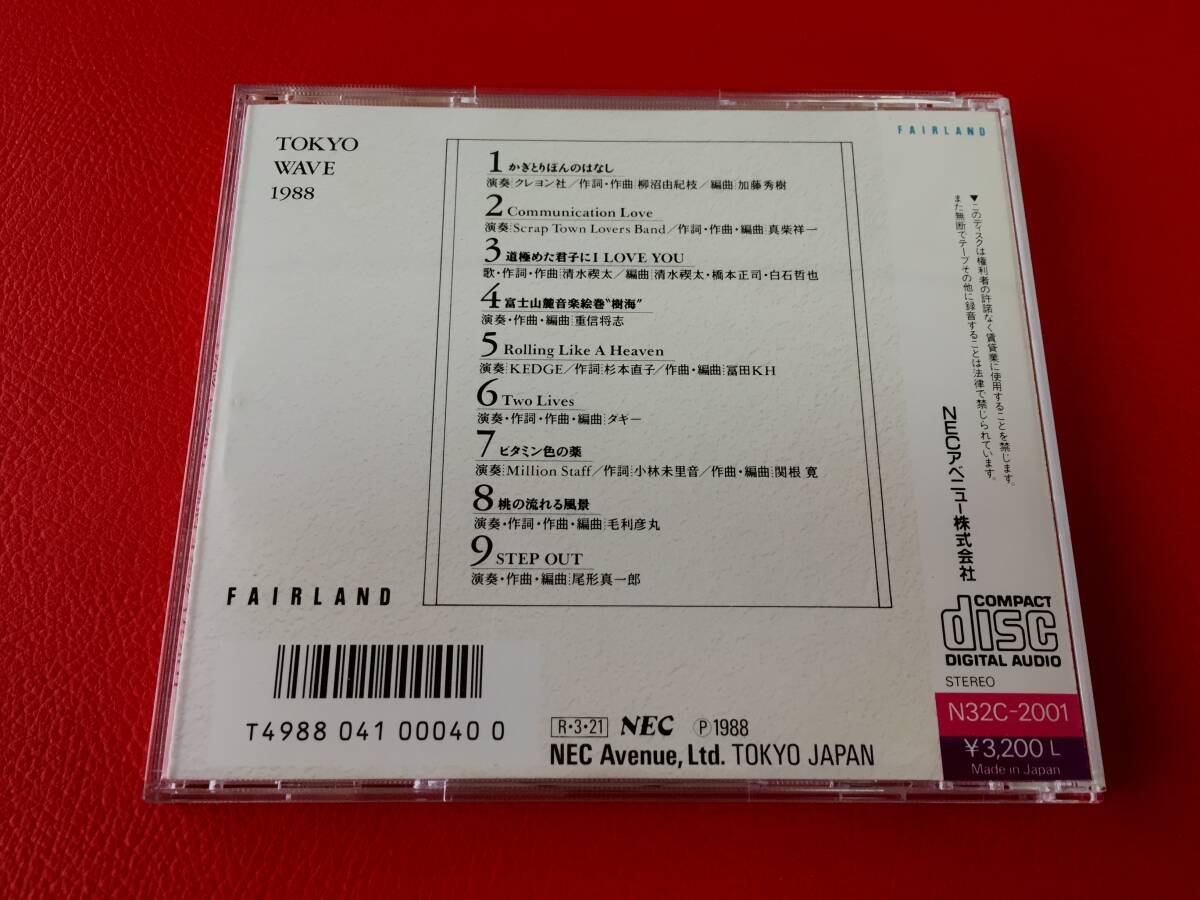 TOKYO
WAVE
1988
1 かぎとりぼんのはなし
演奏:クレヨン社/作詞・作曲:柳沼由紀枝/編曲:加藤秀樹
2 Communication Love
演奏:Scrap Town Lovers Band/作詞・作曲・編曲:真柴祥一
3 道極めた君子にI LOVE YOU
歌・作詞・作曲:清水禊太/編曲:清水禊太・橋本正司・白石哲也
4 富士山麓音楽絵巻“樹海”
演奏・作曲・編曲:重信将志
5 Rolling Like A Heaven
演奏:KEDGE/作詞:杉本直子/作曲・編曲:冨田KH
6 Two Lives
演奏・作詞・作曲・編曲:ダギー
7 ビタミン色の薬
演奏:Million Staff/作詞:小林未里音/作曲・編曲:関根 寛
8 桃の流れる風景
演奏・作詞・作曲・編曲:毛利彦丸
9 STEP OUT
演奏・作曲・編曲:尾形真一郎
FAIRLAND
T4988 041 00040 0
R・3・21 NEC Ⓟ1988
NEC Avenue, Ltd. TOKYO JAPAN
FAIRLAND
▼このディスクは権利者の許諾なく賃貸業に使用することを禁じます。
また無断でテープその他に録音することは法律で禁じられています。
NECアベニュー株式会社
COMPACT
disc
DIGITAL AUDIO
STEREO
N32C-2001
¥3,200 L
Made in Japan